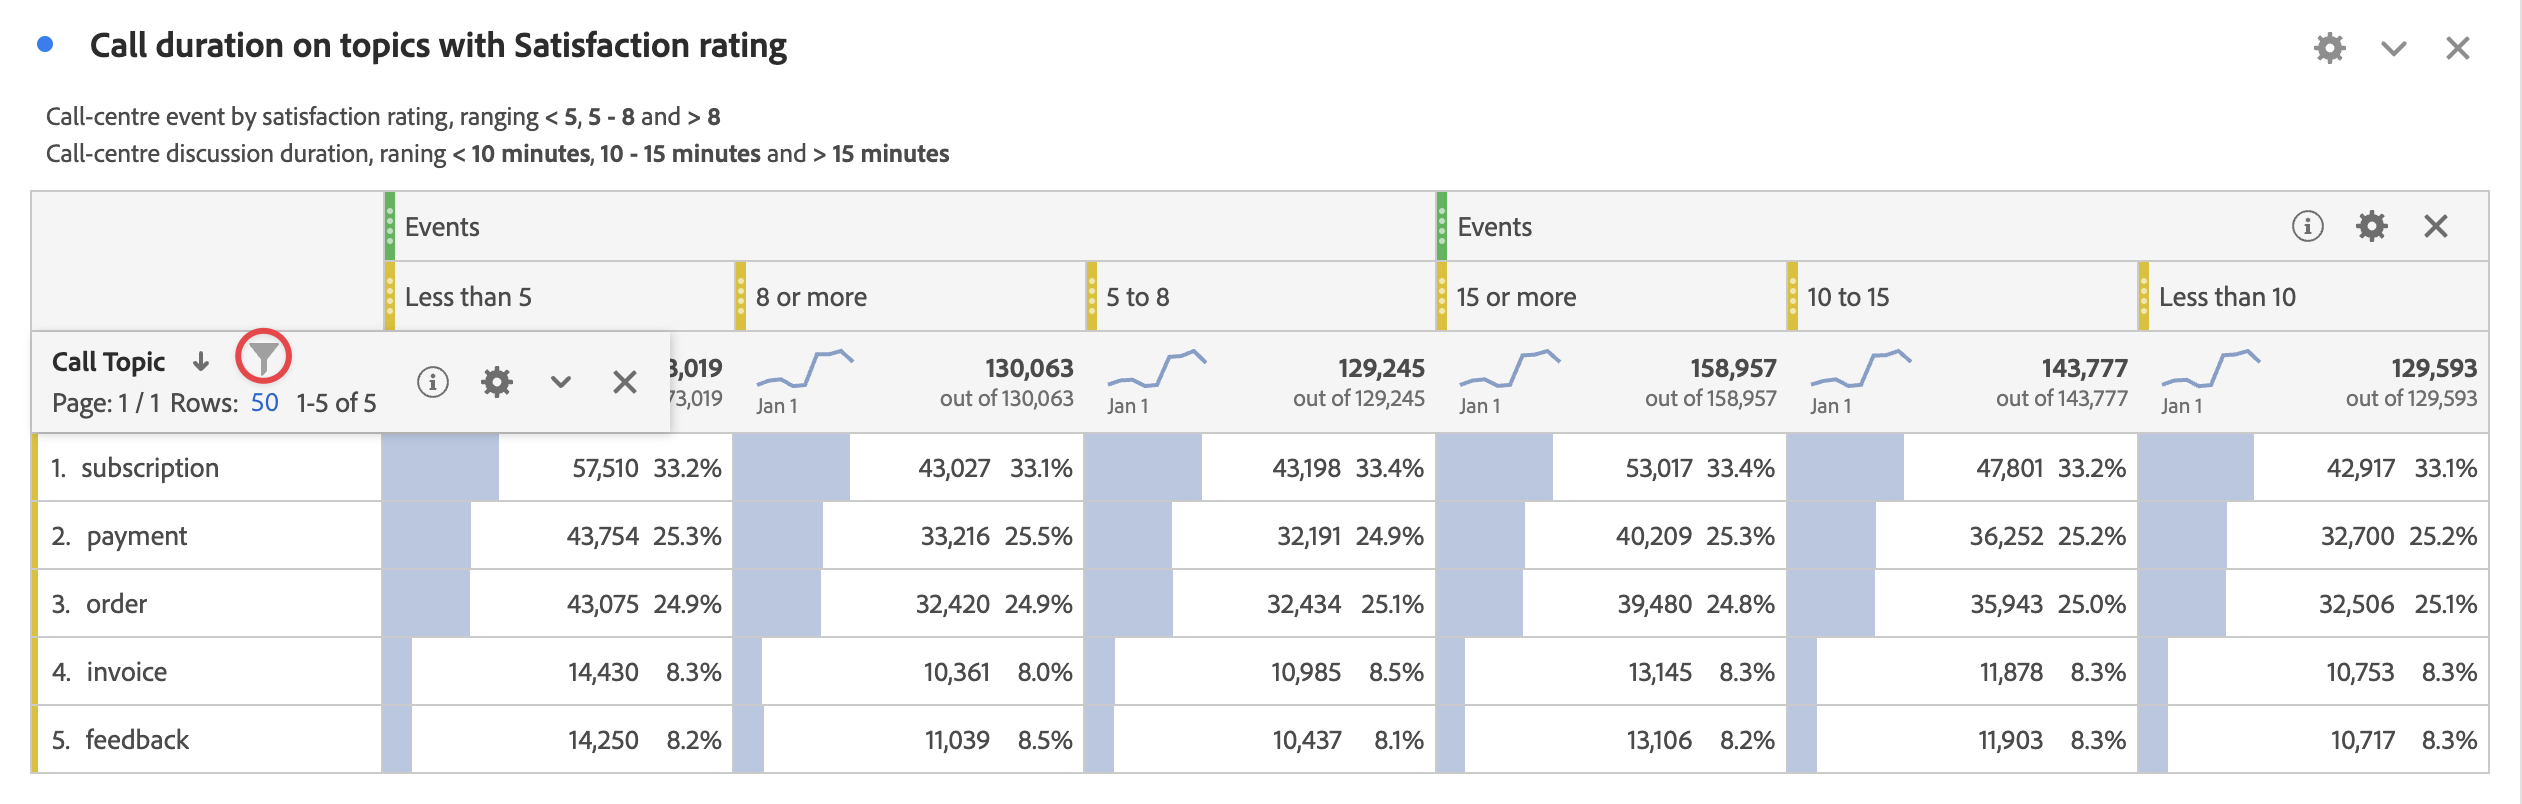 Call duration on topics with Satisfaction rating
Call-centre event by satisfaction rating, ranging < 5, 5 - 8 and > 8
Call-centre discussion duration, raning < 10 minutes, 10 - 15 minutes and > 15 minutes
Events Events
Less than 5 8 or more 5 to 8 15 or more 10 to 15 Less than 10
Call Topic 3,019 130,063 129,245 158,957 143,777 129,593
Page: 1 / 1 Rows: 50 1-5 of 5 73,019 Jan 1 out of 130,063 Jan 1 out of 129,245 Jan 1 out of 158,957 Jan 1 out of 143,777 Jan 1 out of 129,593
1. subscription 57,510 33.2% 43,027 33.1% 43,198 33.4% 53,017 33.4% 47,801 33.2% 42,917 33.1%
2. payment 43,754 25.3% 33,216 25.5% 32,191 24.9% 40,209 25.3% 36,252 25.2% 32,700 25.2%
3. order 43,075 24.9% 32,420 24.9% 32,434 25.1% 39,480 24.8% 35,943 25.0% 32,506 25.1%
4. invoice 14,430 8.3% 10,361 8.0% 10,985 8.5% 13,145 8.3% 11,878 8.3% 10,753 8.3%
5. feedback 14,250 8.2% 11,039 8.5% 10,437 8.1% 13,106 8.2% 11,903 8.3% 10,717 8.3%